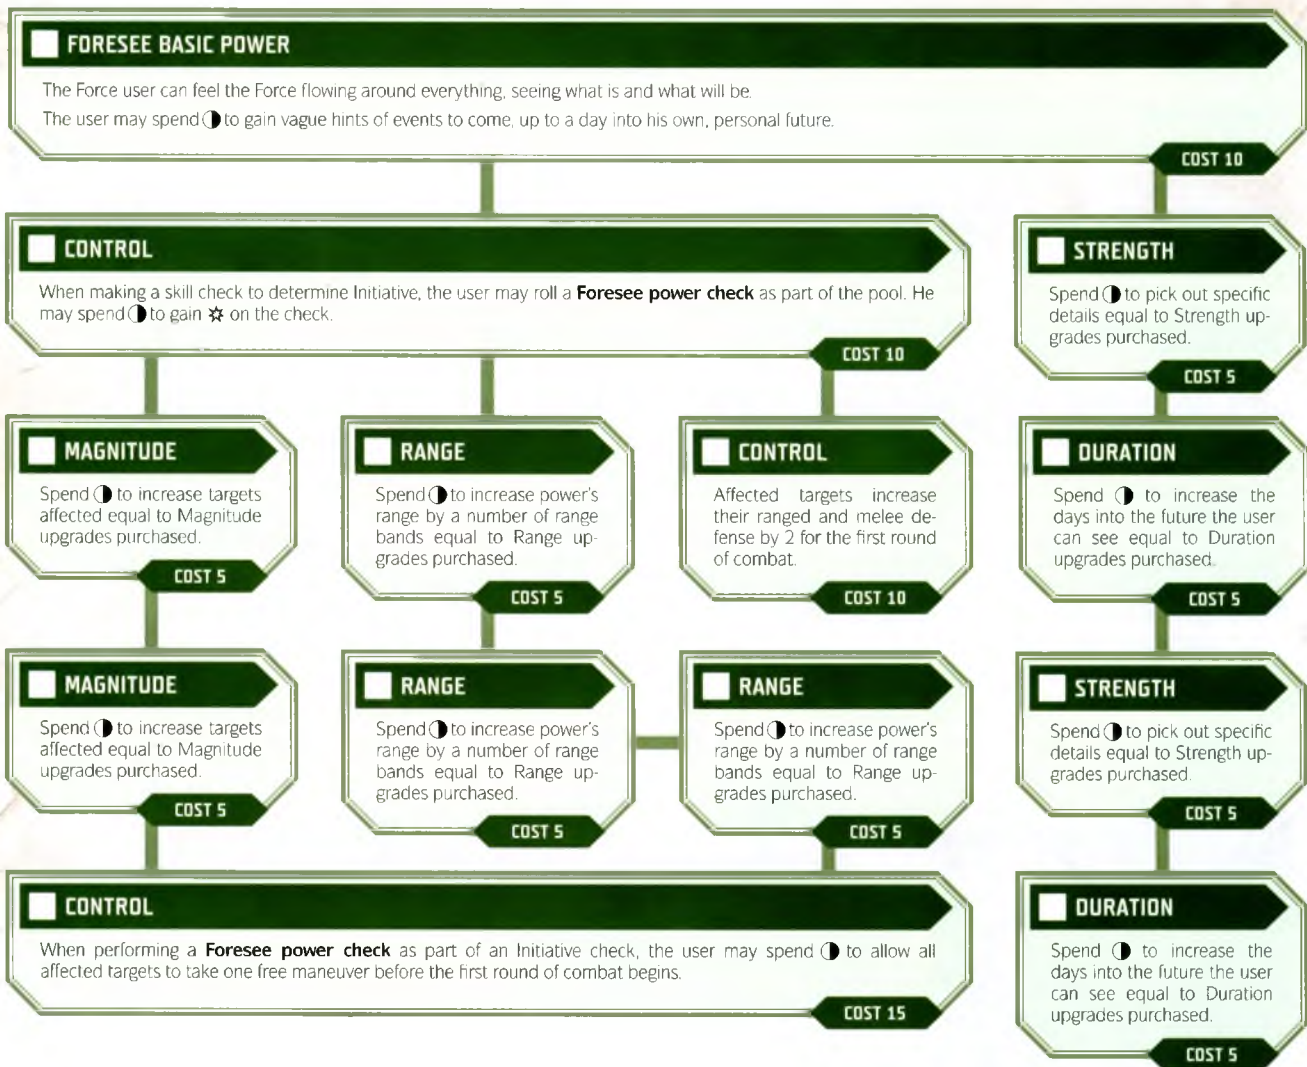 FORESEE BASIC POWER
The Force user can feel the Force flowing around everything, seeing what is and what will be.
The user may spend ◑ to gain vague hints of events to come, up to a day into his own, personal future.
COST 10
CONTROL
When making a skill check to determine Initiative, the user may roll a Foresee power check as part of the pool. He
may spend ◑ to gain ☼ on the check.
COST 10
STRENGTH
Spend ◑ to pick out specific
details equal to Strength up-
grades purchased.
COST 5
MAGNITUDE
Spend ◑ to increase targets
affected equal to Magnitude
upgrades purchased.
COST 5
RANGE
Spend ◑ to increase power's
range by a number of range
bands equal to Range up-
grades purchased.
COST 5
CONTROL
Affected targets increase
their ranged and melee de-
fense by 2 for the first round
of combat.
COST 10
DURATION
Spend ◑ to increase the
days into the future the user
can see equal to Duration
upgrades purchased.
COST 5
MAGNITUDE
Spend ◑ to increase targets
affected equal to Magnitude
upgrades purchased.
COST 5
RANGE
Spend ◑ to increase power's
range by a number of range
bands equal to Range up-
grades purchased.
COST 5
RANGE
Spend ◑ to increase power's
range by a number of range
bands equal to Range up-
grades purchased.
COST 5
STRENGTH
Spend ◑ to pick out specific
details equal to Strength up-
grades purchased.
COST 5
CONTROL
When performing a Foresee power check as part of an Initiative check, the user may spend ◑ to allow all
affected targets to take one free maneuver before the first round of combat begins.
COST 15
DURATION
Spend ◑ to increase the
days into the future the user
can see equal to Duration
upgrades purchased.
COST 5